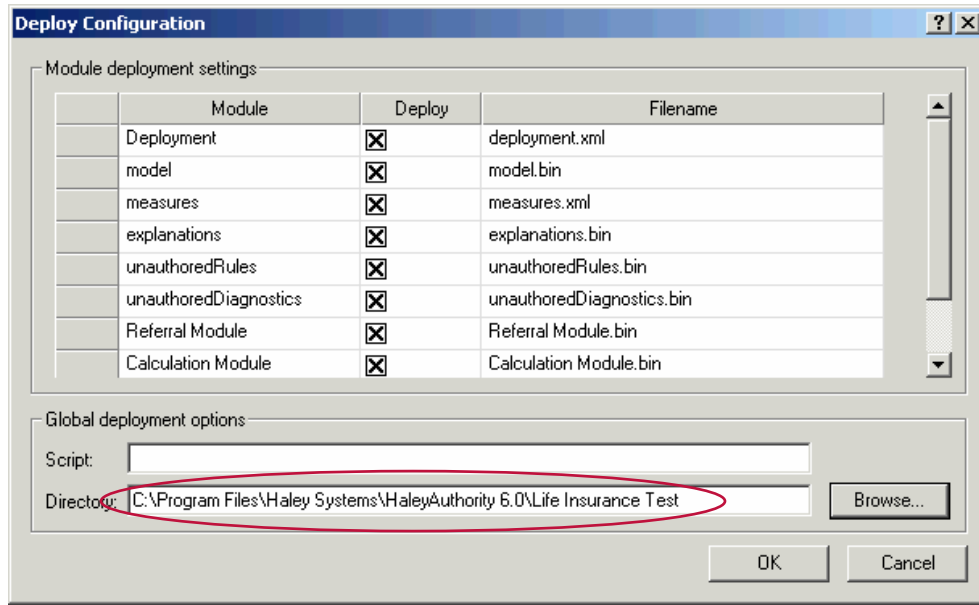 Deploy Configuration
Module deployment settings
Module Deploy Filename
Deployment deployment.xml
model model.bin
measures measures.xml
explanations explanations.bin
unauthoredRules unauthoredRules.bin
unauthoredDiagnostics unauthoredDiagnostics.bin
Referral Module Referral Module.bin
Calculation Module Calculation Module.bin
Global deployment options
Script:
Directory: C:\Program Files\Haley Systems\HaleyAuthority 6.0\Life Insurance Test Browse...
OK Cancel